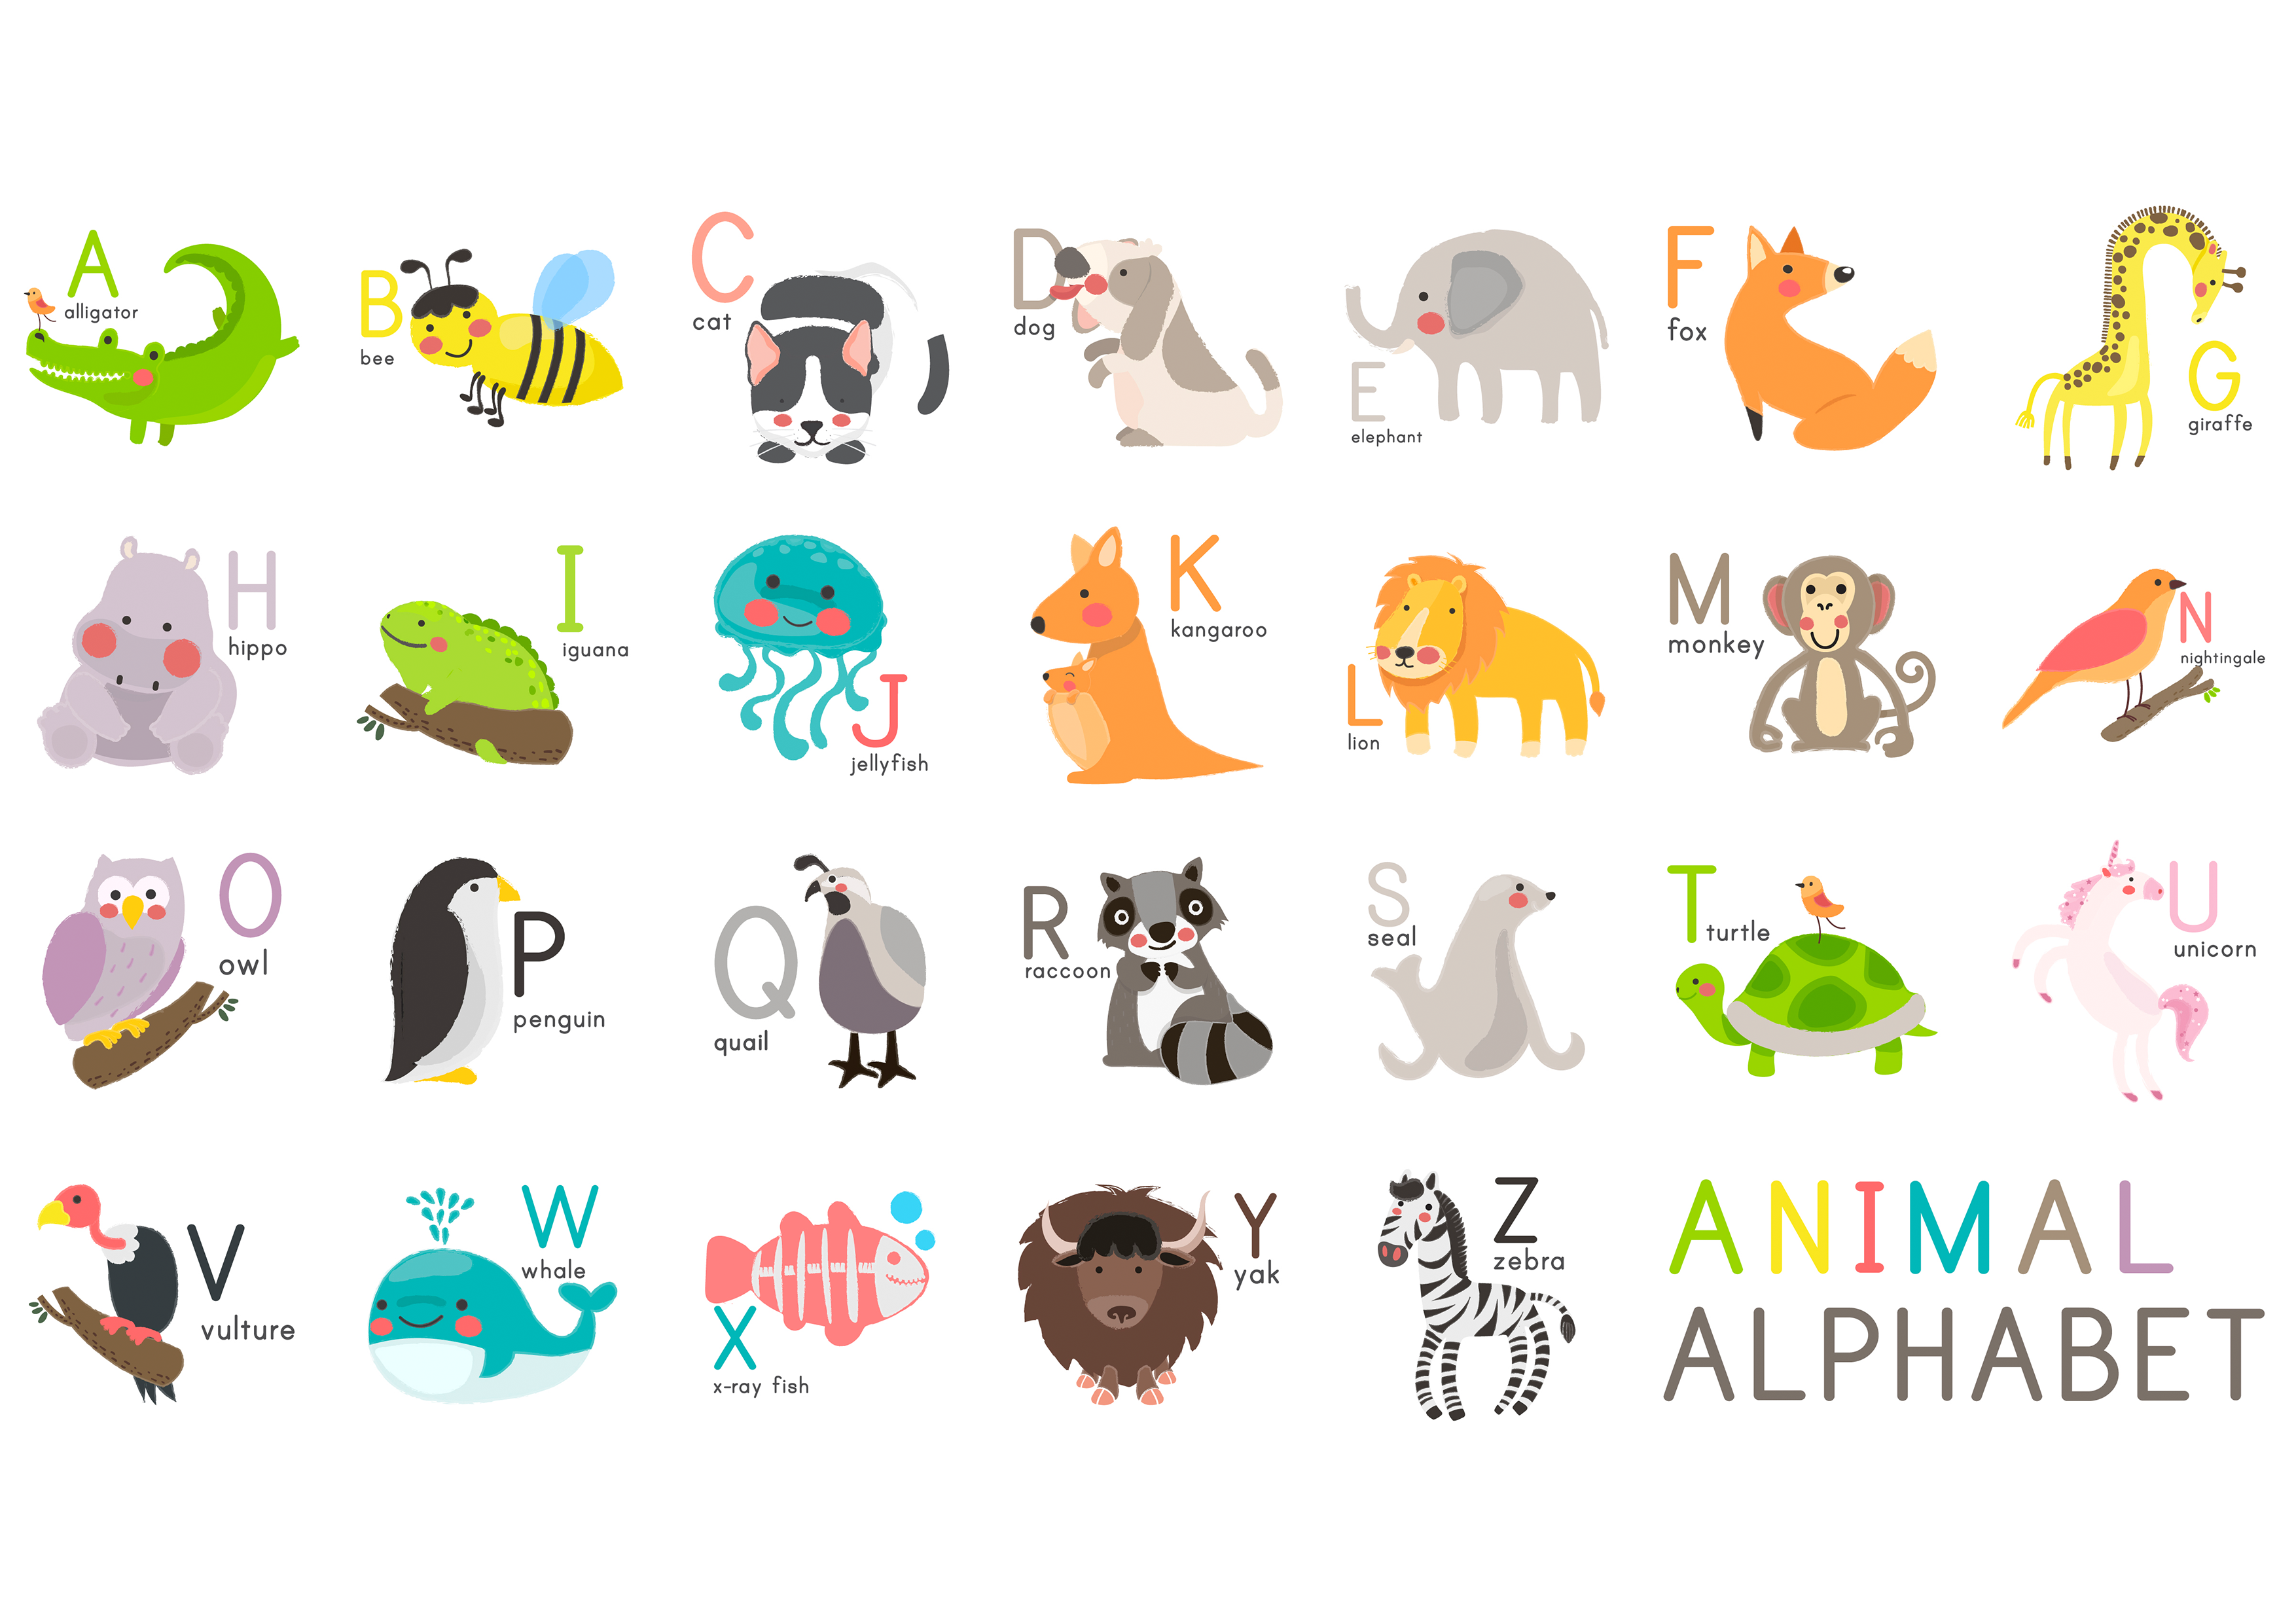 A
alligator
B
bee
C
cat
D
dog
E
elephant
F
fox
G
giraffe
H
hippo
I
iguana
J
jellyfish
K
kangaroo
L
lion
M
monkey
N
nightingale
O
owl
P
penguin
Q
quail
R
raccoon
S
seal
T
turtle
U
unicorn
V
vulture
W
whale
X
x-ray fish
Y
yak
Z
zebra
ANIMAL
ALPHABET